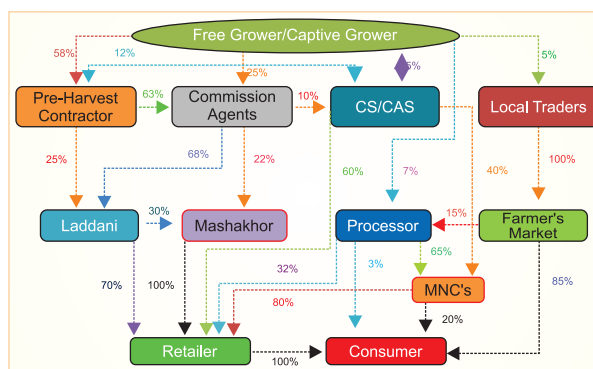 Free Grower/Captive Grower
58%
12%
25%
5%
5%
Pre-Harvest
Contractor
63%
Commission
Agents
10%
CS/CAS
Local Traders
25%
68%
22%
60%
7%
40%
100%
Laddani
30%
Mashakhor
Processor
15%
Farmer's
Market
70%
100%
32%
3%
65%
85%
MNC's
80%
20%
Retailer
100%
Consumer